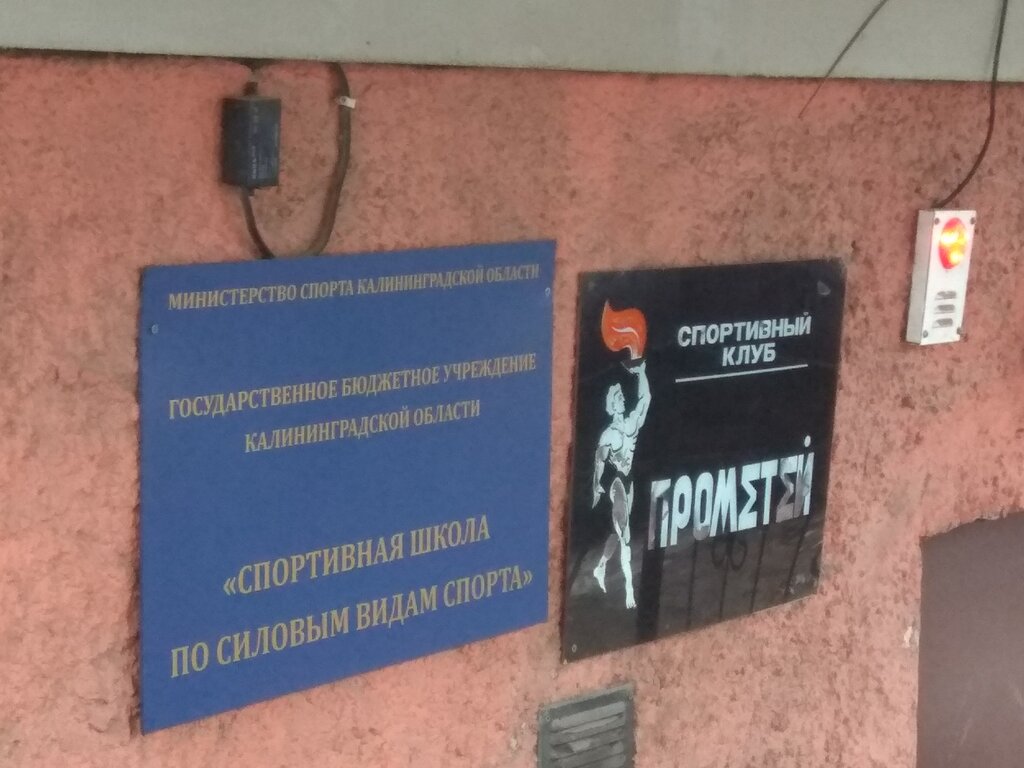 МИНИСТЕРСТВО СПОРТА КАЛИНИНГРАДСКОЙ ОБЛАСТИ
ГОСУДАРСТВЕННОЕ БЮДЖЕТНОЕ УЧРЕЖДЕНИЕ
КАЛИНИНГРАДСКОЙ ОБЛАСТИ
«СПОРТИВНАЯ ШКОЛА
ПО СИЛОВЫМ ВИДАМ СПОРТА»
СПОРТИВНЫЙ
КЛУБ
ПРОМЕТЕЙ